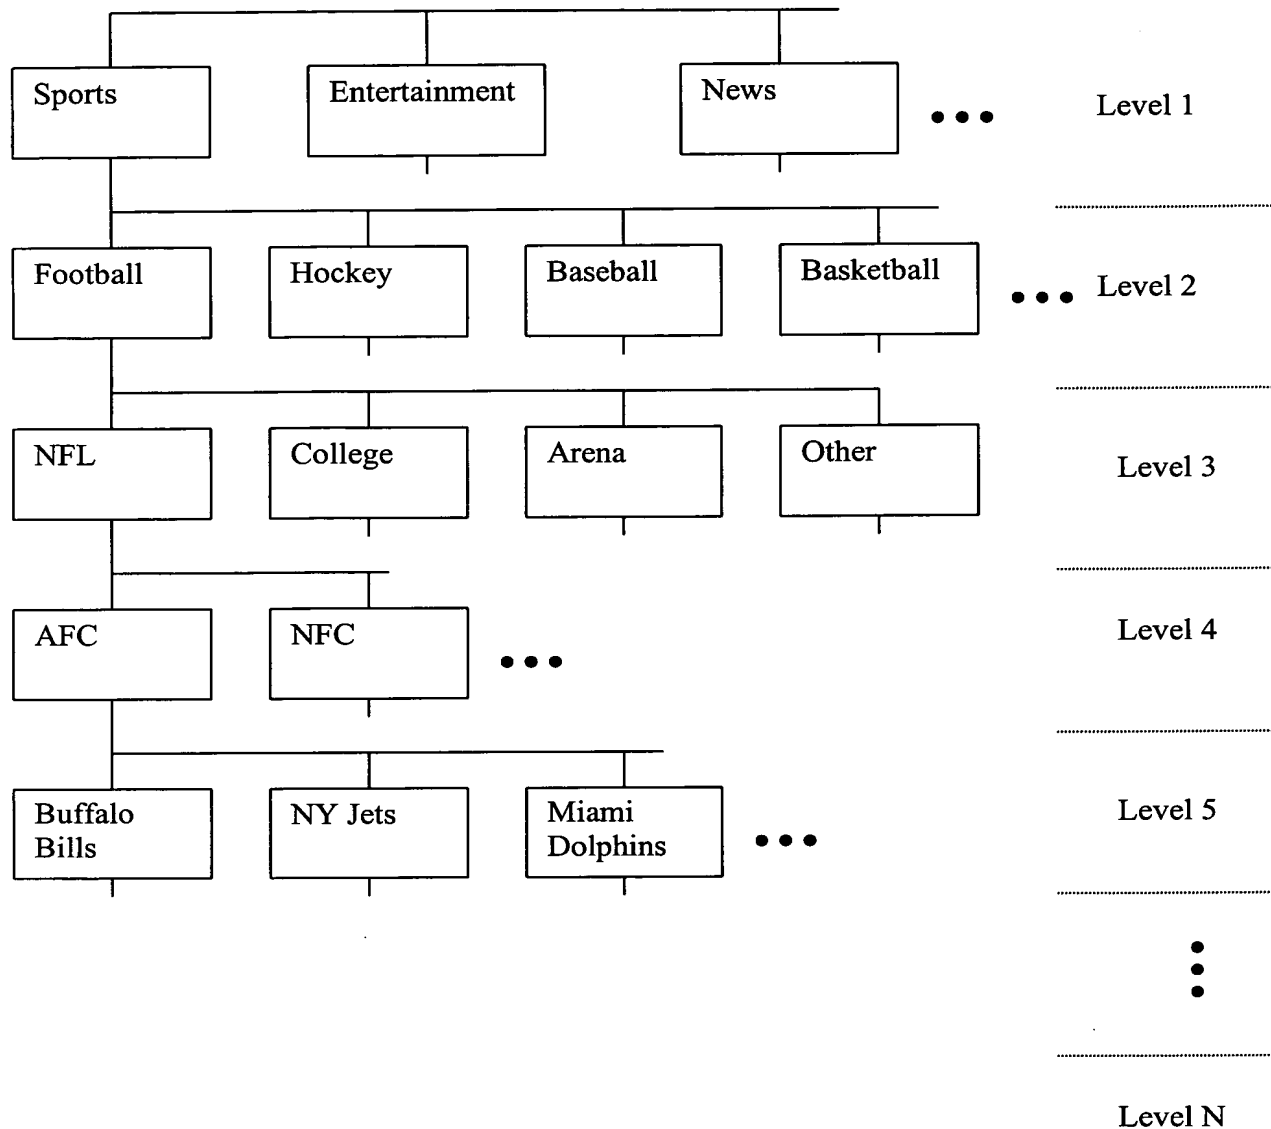 Sports
Entertainment
News
Level 1
Football
Hockey
Baseball
Basketball
Level 2
NFL
College
Arena
Other
Level 3
AFC
NFC
Level 4
Buffalo
Bills
NY Jets
Miami
Dolphins
Level 5
Level N